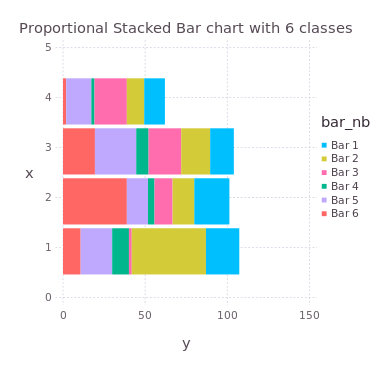 Proportional Stacked Bar chart with 6 classes
5
4
3
2
1
0
x
0 50 100 150
y
bar_nb
Bar 1
Bar 2
Bar 3
Bar 4
Bar 5
Bar 6